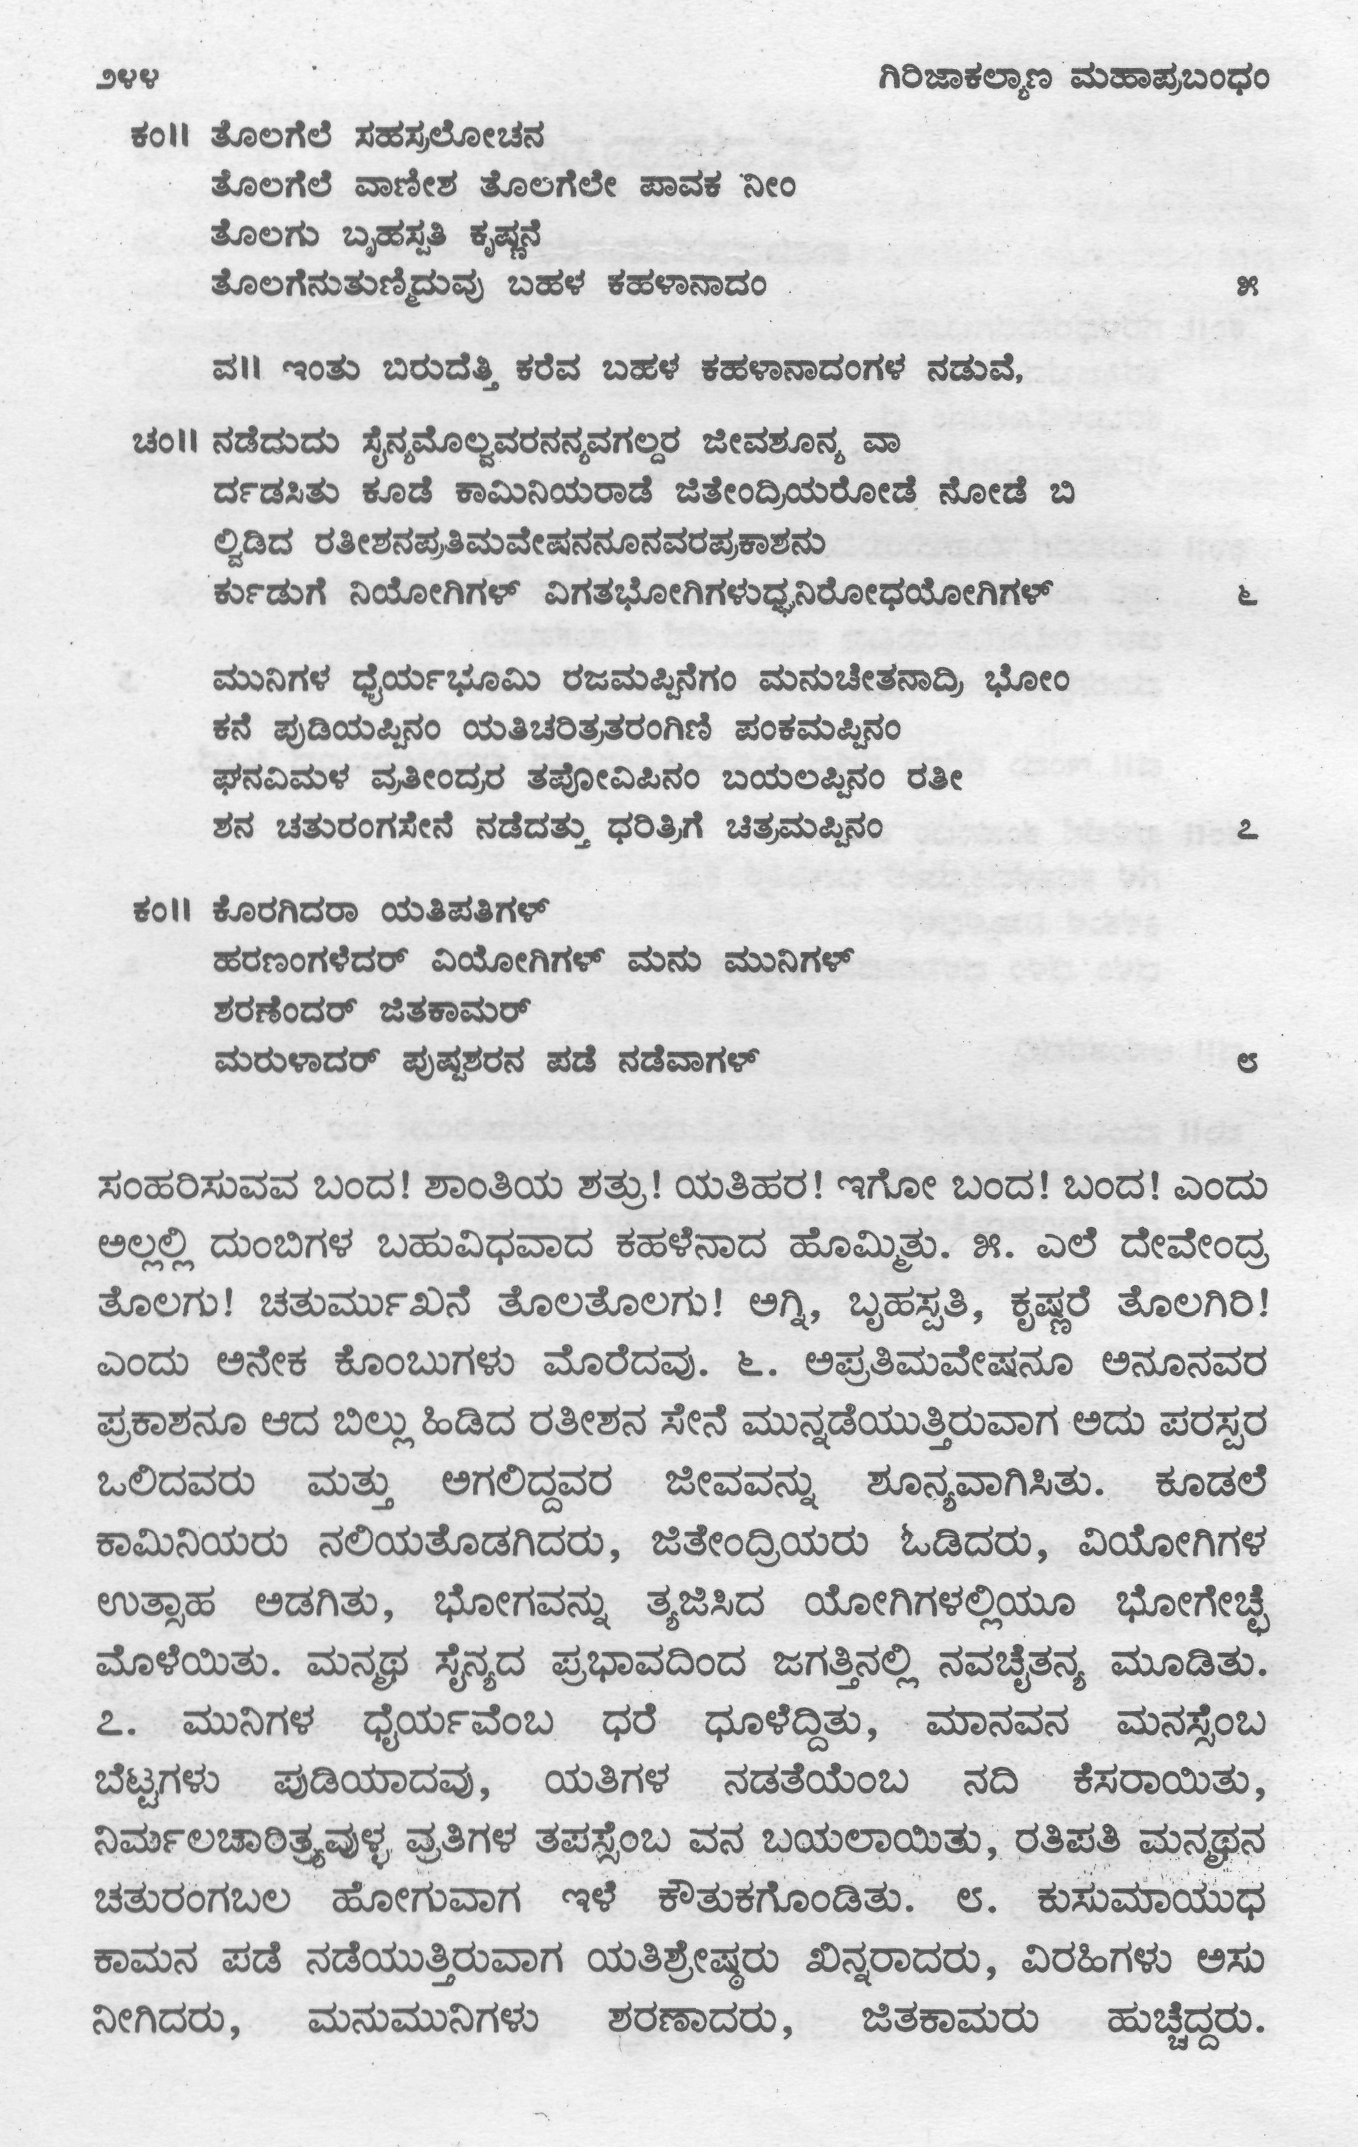 ೨೪೪ ಗಿರಿಜಾಕಲ್ಯಾಣ ಮಹಾಪ್ರಬಂಧಂ
ಕಂ॥ ತೊಲಗೆಲೆ ಸಹಸ್ರಲೋಚನ
ತೊಲಗೆಲೆ ವಾಣೀಶ ತೊಲಗೆಲೇ ಪಾವಕ ನೀಂ
ತೊಲಗು ಬೃಹಸ್ಪತಿ ಕೃಷ್ಣನೆ
ತೊಲಗೆನುತುಣ್ಮಿದುವು ಬಹಳ ಕಹಳಾನಾದಂ ೫
ವ॥ ಇಂತು ಬಿರುದೆತ್ತಿ ಕರೆವ ಬಹಳ ಕಹಳಾನಾದಂಗಳ ನಡುವೆ,
ಚಂ॥ ನಡೆದುದು ಸೈನ್ಯಮೊಲ್ವವರನನ್ಯವಗಲ್ದರ ಜೀವಶೂನ್ಯ ವಾ
ರ್ದಡಸಿತು ಕೂಡೆ ಕಾಮಿನಿಯರಾಡೆ ಜಿತೇಂದ್ರಿಯರೋಡೆ ನೋಡೆ ಬಿ
ಲ್ವಿಡಿದ ರತೀಶನಪ್ರತಿಮವೇಷನನೂನವರಪ್ರಕಾಶನು
ರ್ಕುಡುಗೆ ನಿಯೋಗಿಗಳ್ ವಿಗತಭೋಗಿಗಳುದ್ಘನಿರೋಧಯೋಗಿಗಳ್ ೬
ಮುನಿಗಳ ಧೈರ್ಯಭೂಮಿ ರಜಮಪ್ಪಿನೆಗಂ ಮನುಚೇತನಾದ್ರಿ ಭೋಂ
ಕನೆ ಪುಡಿಯಪ್ಪಿನಂ ಯತಿಚರಿತ್ರತರಂಗಿಣಿ ಪಂಕಮಪ್ಪಿನಂ
ಘನವಿಮಳ ವ್ರತೀಂದ್ರರ ತಪೋವಿಪಿನಂ ಬಯಲಪ್ಪಿನಂ ರತೀ
ಶನ ಚತುರಂಗಸೇನೆ ನಡೆದತ್ತು ಧರಿತ್ರಿಗೆ ಚಿತ್ರಮಪ್ಪಿನಂ ೭
ಕಂ॥ ಕೊರಗಿದರಾ ಯತಿಪತಿಗಳ್
ಹರಣಂಗಳೆದರ್ ವಿಯೋಗಿಗಳ್ ಮನು ಮುನಿಗಳ್
ಶರಣೆಂದರ್ ಜಿತಕಾಮರ್
ಮರುಳಾದರ್ ಪುಷ್ಪಶರನ ಪಡೆ ನಡೆವಾಗಳ್ ೮
ಸಂಹರಿಸುವವ ಬಂದ! ಶಾಂತಿಯ ಶತ್ರು! ಯತಿಹರ! ಇಗೋ ಬಂದ! ಬಂದ! ಎಂದು
ಅಲ್ಲಲ್ಲಿ ದುಂಬಿಗಳ ಬಹುವಿಧವಾದ ಕಹಳೆನಾದ ಹೊಮ್ಮಿತು. ೫. ಎಲೆ ದೇವೇಂದ್ರ
ತೊಲಗು! ಚತುರ್ಮುಖನೆ ತೊಲತೊಲಗು! ಅಗ್ನಿ, ಬೃಹಸ್ಪತಿ, ಕೃಷ್ಣರೆ ತೊಲಗಿರಿ!
ಎಂದು ಅನೇಕ ಕೊಂಬುಗಳು ಮೊರೆದವು. ೬. ಅಪ್ರತಿಮವೇಷನೂ ಅನೂನವರ
ಪ್ರಕಾಶನೂ ಆದ ಬಿಲ್ಲು ಹಿಡಿದ ರತೀಶನ ಸೇನೆ ಮುನ್ನಡೆಯುತ್ತಿರುವಾಗ ಅದು ಪರಸ್ಪರ
ಒಲಿದವರು ಮತ್ತು ಅಗಲಿದ್ದವರ ಜೀವವನ್ನು ಶೂನ್ಯವಾಗಿಸಿತು. ಕೂಡಲೆ
ಕಾಮಿನಿಯರು ನಲಿಯತೊಡಗಿದರು, ಜಿತೇಂದ್ರಿಯರು ಓಡಿದರು, ವಿಯೋಗಿಗಳ
ಉತ್ಸಾಹ ಅಡಗಿತು, ಭೋಗವನ್ನು ತ್ಯಜಿಸಿದ ಯೋಗಿಗಳಲ್ಲಿಯೂ ಭೋಗೇಚ್ಛೆ
ಮೊಳೆಯಿತು. ಮನ್ಮಥ ಸೈನ್ಯದ ಪ್ರಭಾವದಿಂದ ಜಗತ್ತಿನಲ್ಲಿ ನವಚೈತನ್ಯ ಮೂಡಿತು.
೭. ಮುನಿಗಳ ಧೈರ್ಯವೆಂಬ ಧರೆ ಧೂಳೆದ್ದಿತು, ಮಾನವನ ಮನಸ್ಸೆಂಬ
ಬೆಟ್ಟಗಳು ಪುಡಿಯಾದವು, ಯತಿಗಳ ನಡತೆಯೆಂಬ ನದಿ ಕೆಸರಾಯಿತು,
ನಿರ್ಮಲಚಾರಿತ್ರ್ಯವುಳ್ಳ ವ್ರತಿಗಳ ತಪಸ್ಸೆಂಬ ವನ ಬಯಲಾಯಿತು, ರತಿಪತಿ ಮನ್ಮಥನ
ಚತುರಂಗಬಲ ಹೋಗುವಾಗ ಇಳೆ ಕೌತುಕಗೊಂಡಿತು. ೮. ಕುಸುಮಾಯುಧ
ಕಾಮನ ಪಡೆ ನಡೆಯುತ್ತಿರುವಾಗ ಯತಿಶ್ರೇಷ್ಠರು ಖಿನ್ನರಾದರು, ವಿರಹಿಗಳು ಅಸು
ನೀಗಿದರು, ಮನುಮುನಿಗಳು ಶರಣಾದರು, ಜಿತಕಾಮರು ಹುಚ್ಚೆದ್ದರು.